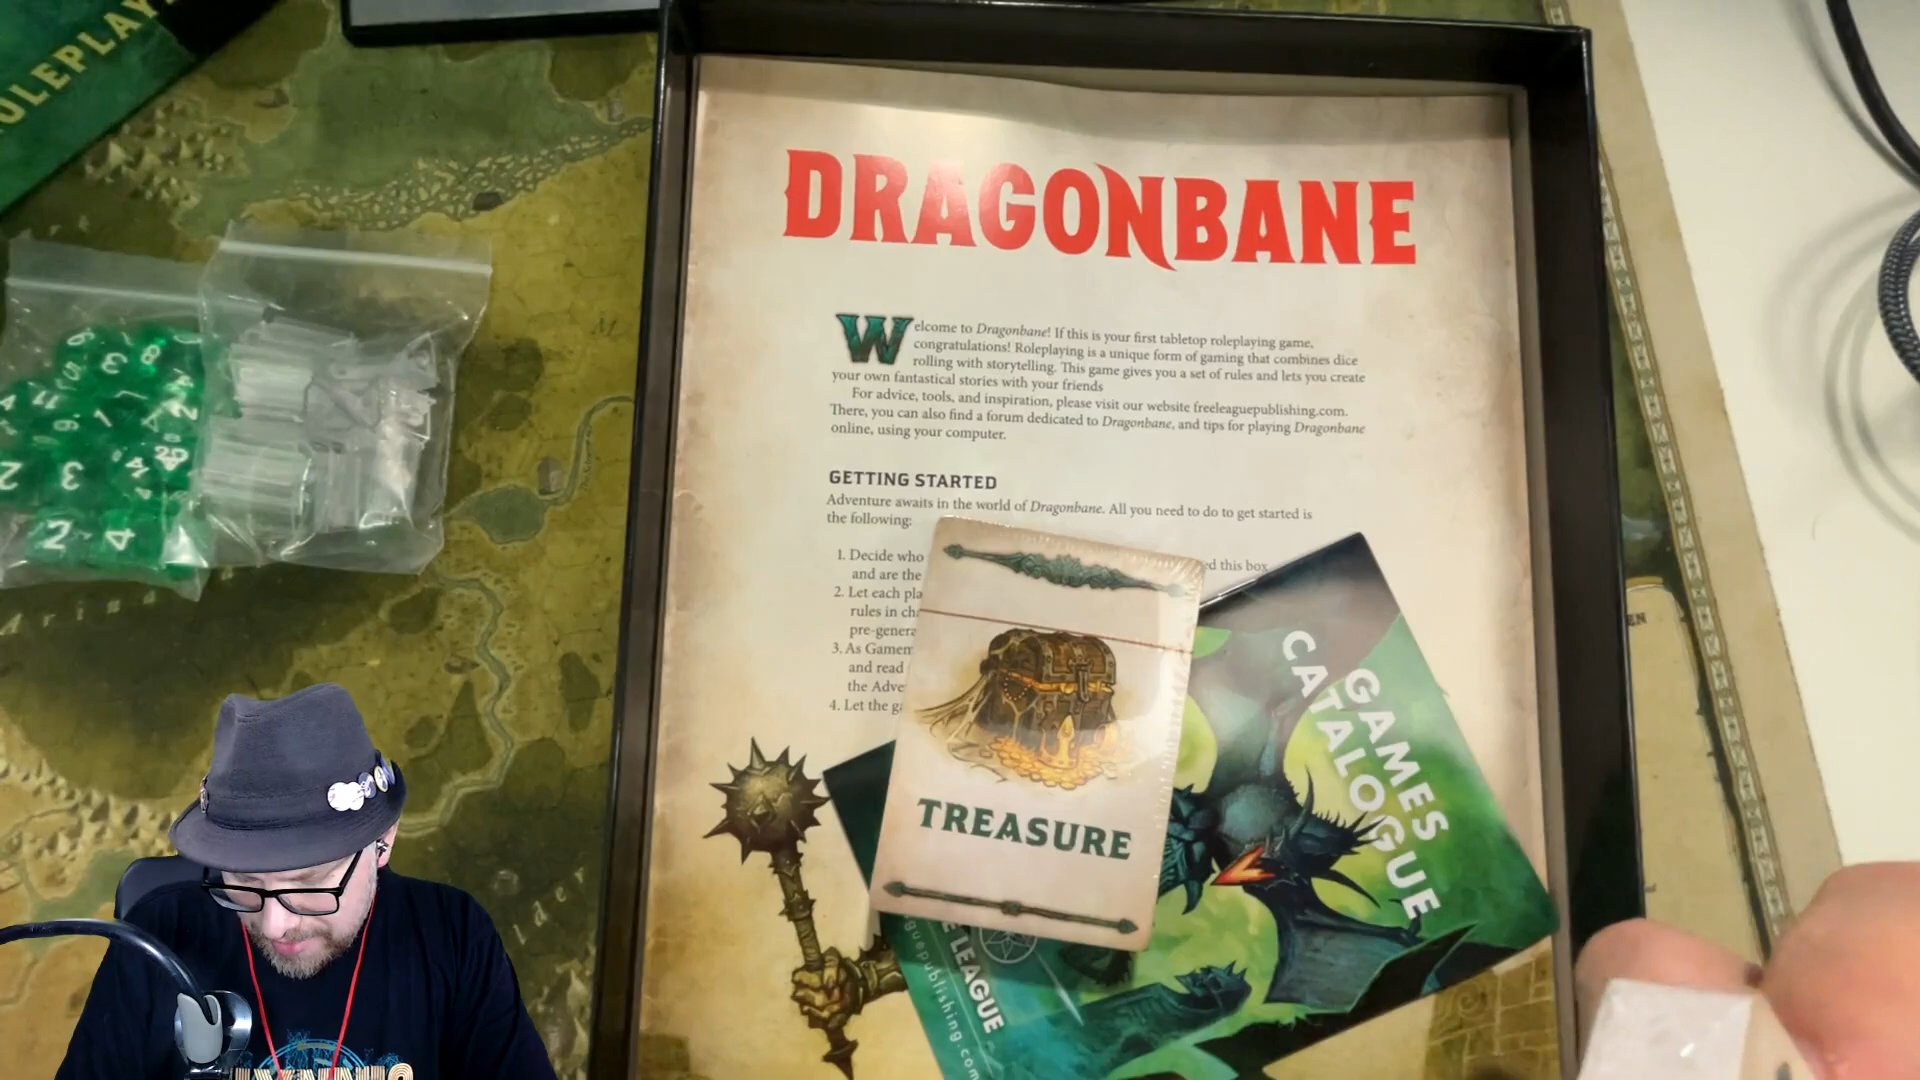 ROLEPLAY
DRAGONBANE
Welcome to Dragonbane! If this is your first tabletop roleplaying game,
congratulations! Roleplaying is a unique form of gaming that combines dice
rolling with storytelling. This game gives you a set of rules and lets you create
your own fantastical stories with your friends
For advice, tools, and inspiration, please visit our website freeleaguepublishing.com.
There, you can also find a forum dedicated to Dragonbane, and tips for playing Dragonbane
online, using your computer.
GETTING STARTED
Adventure awaits in the world of Dragonbane. All you need to do to get started is
the following:
1. Decide who
this box
and are the
2. Let each
rules in
3. As
and read
the
4. Let the
TREASURE
GAMES
CATALOGUE
LEAGUE